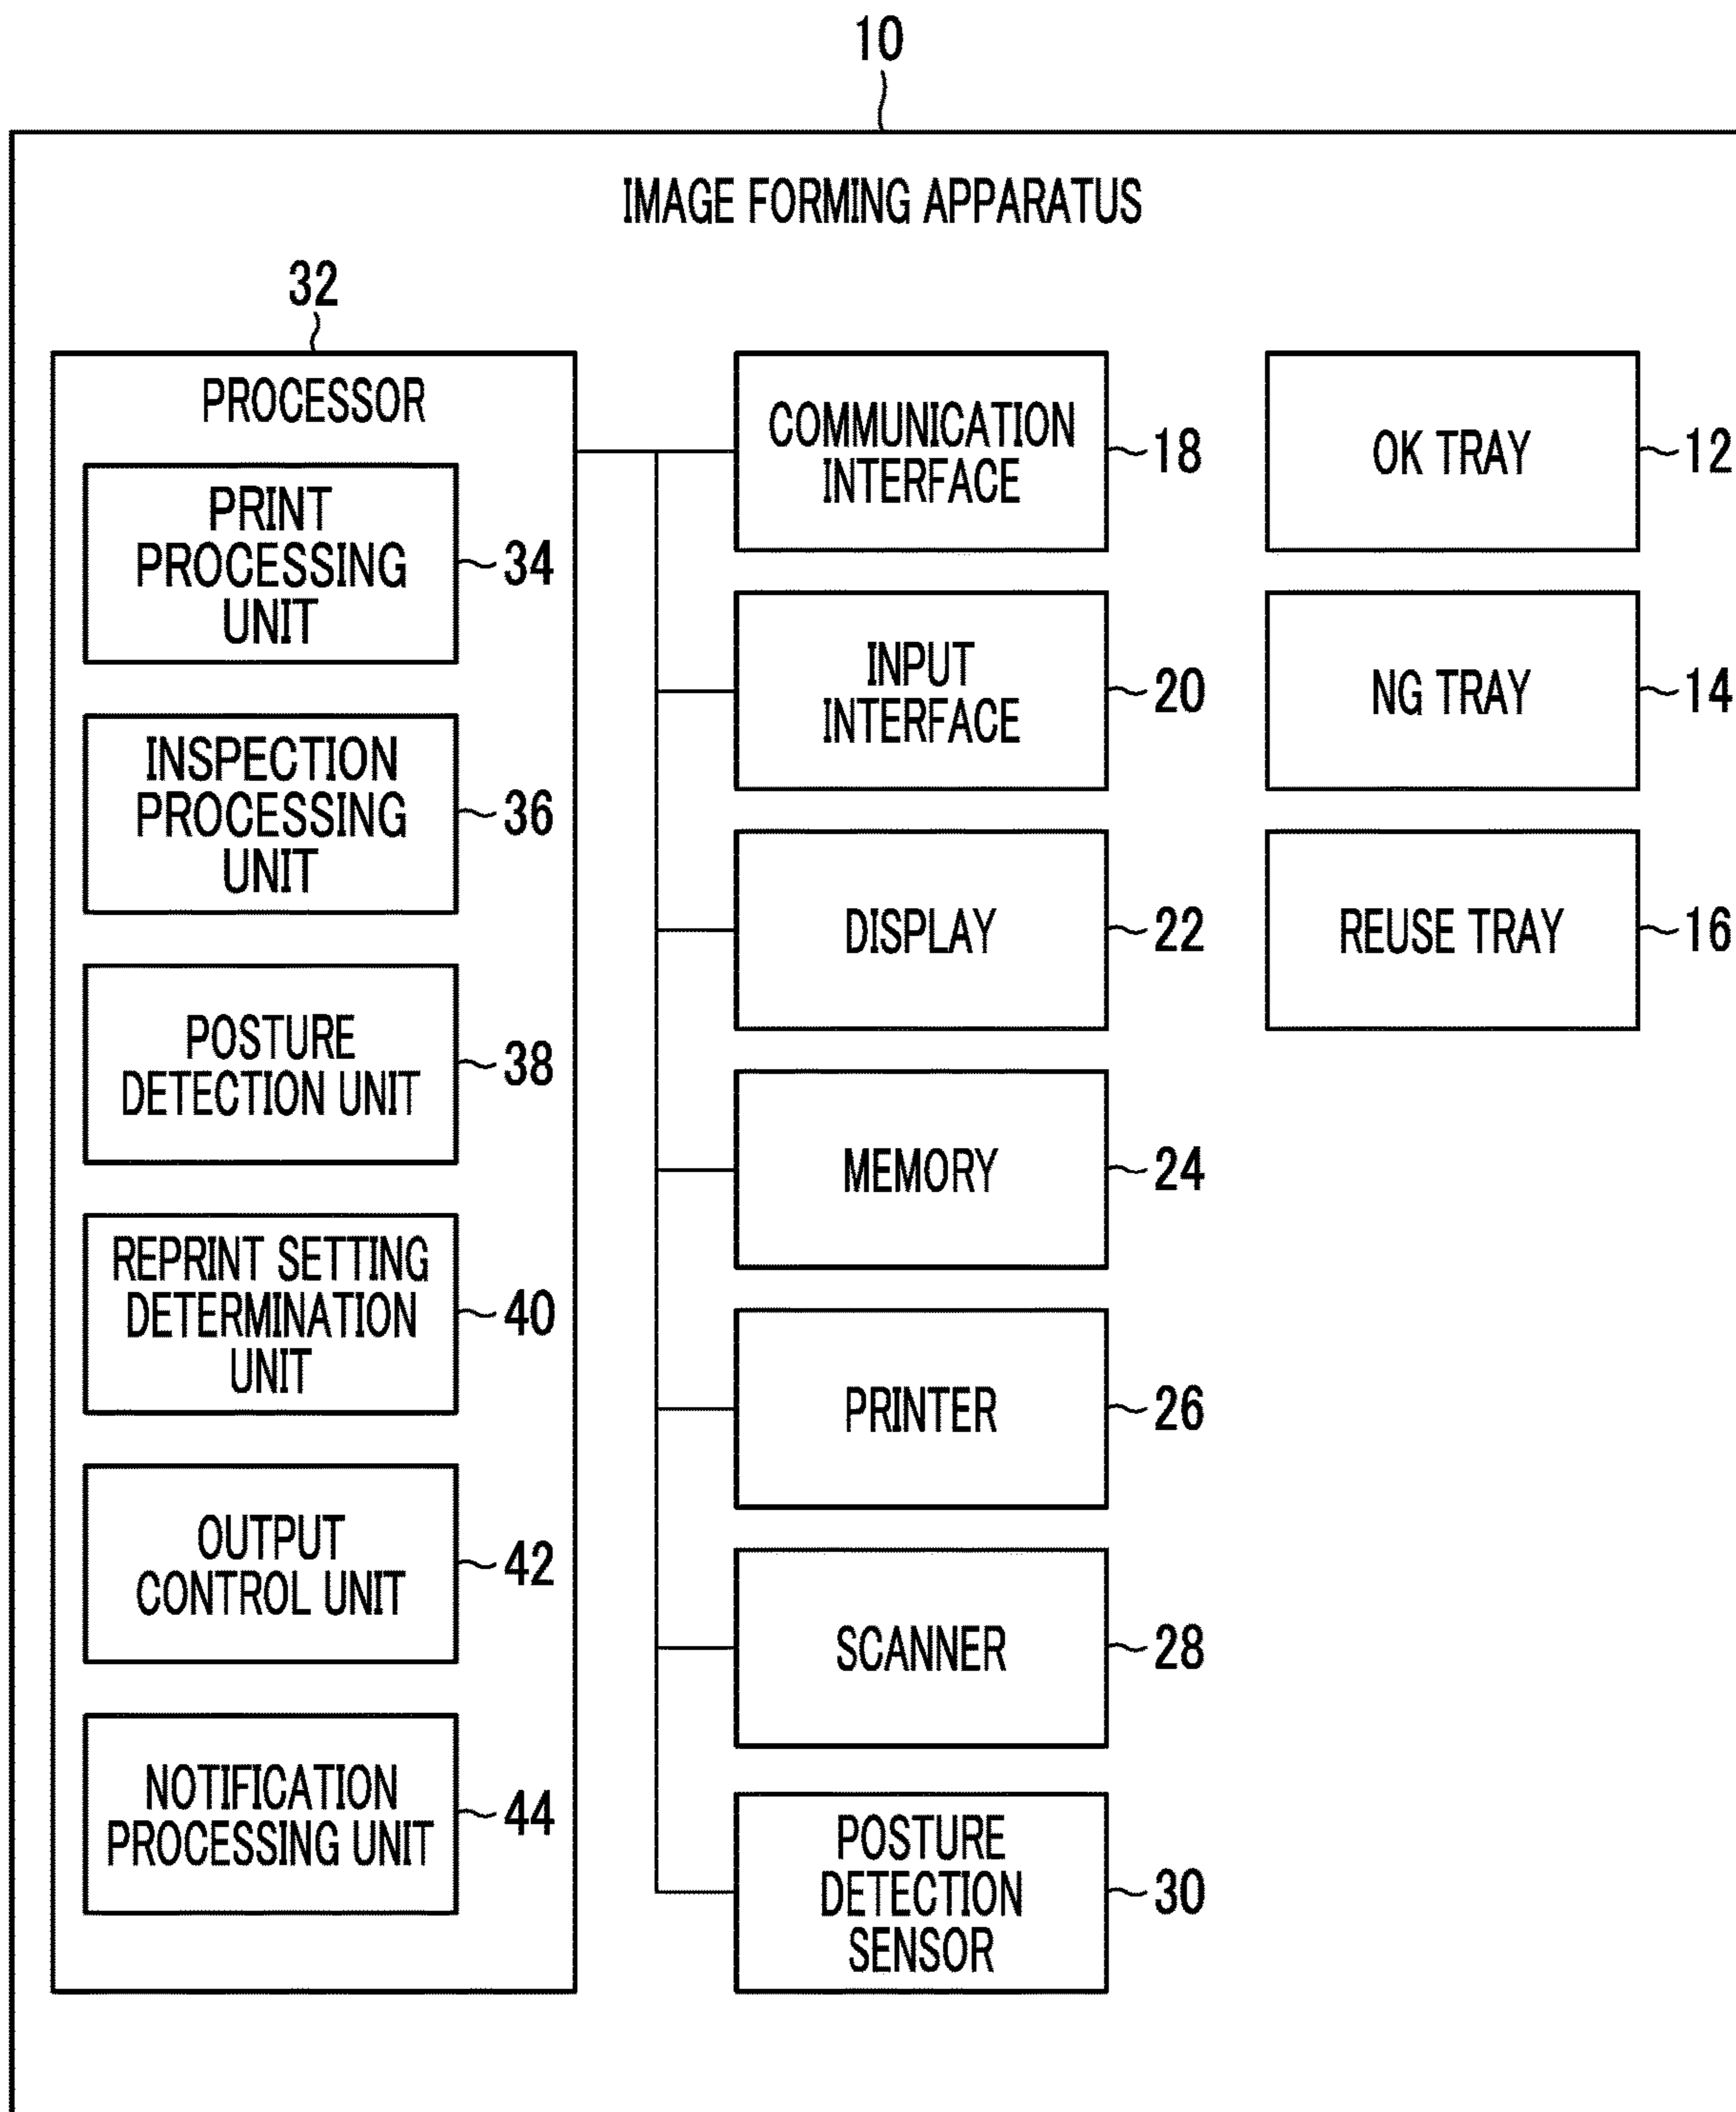 10
IMAGE FORMING APPARATUS
32
PROCESSOR
PRINT
PROCESSING
UNIT
34
INSPECTION
PROCESSING
UNIT
36
POSTURE
DETECTION UNIT
38
REPRINT SETTING
DETERMINATION
UNIT
40
OUTPUT
CONTROL UNIT
42
NOTIFICATION
PROCESSING UNIT
44
COMMUNICATION
INTERFACE
18
INPUT
INTERFACE
20
DISPLAY
22
MEMORY
24
PRINTER
26
SCANNER
28
POSTURE
DETECTION
SENSOR
30
OK TRAY
12
NG TRAY
14
REUSE TRAY
16